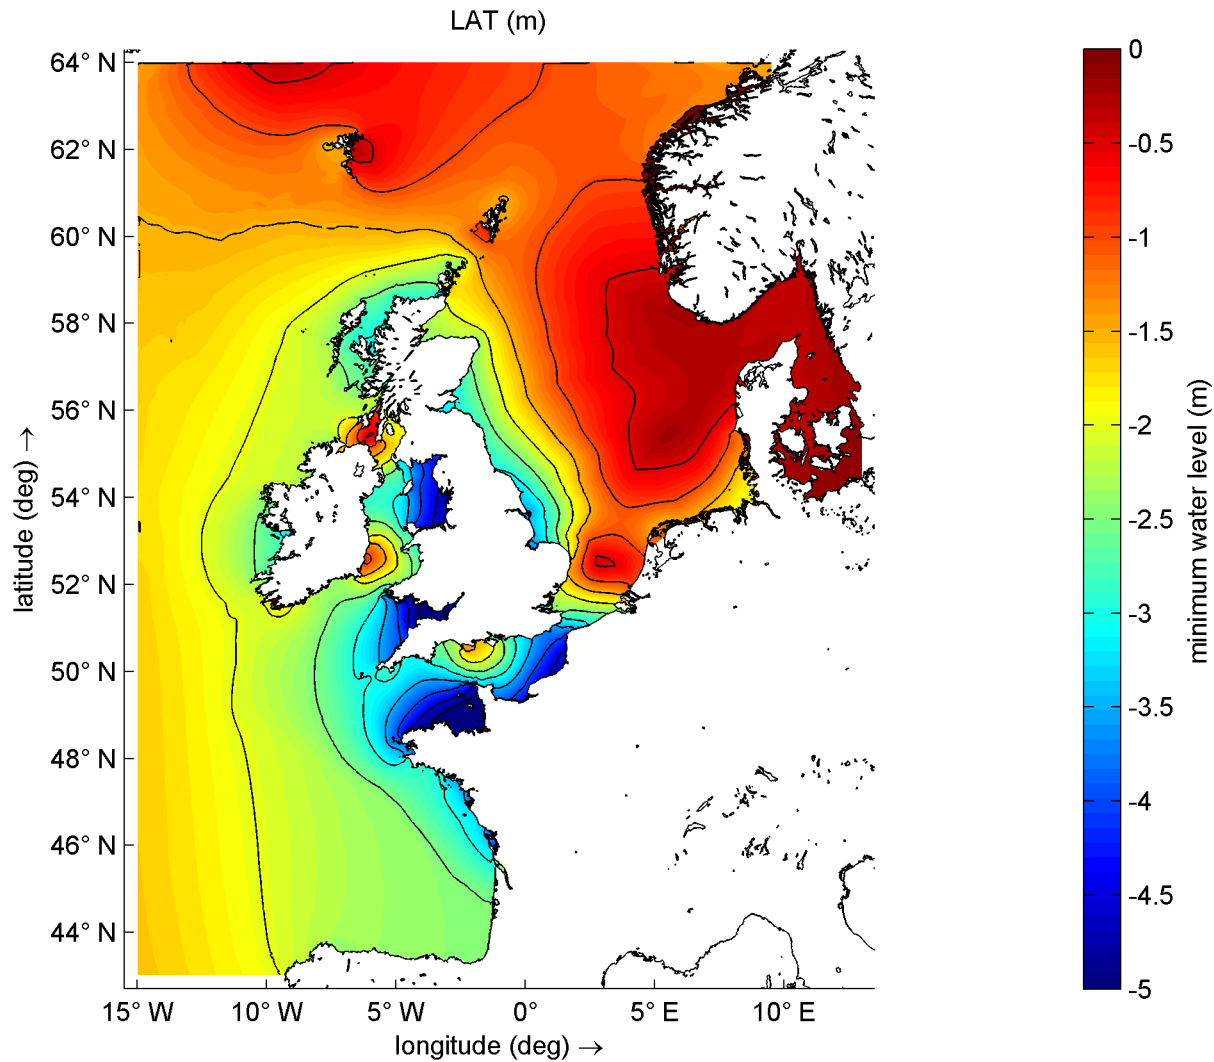 LAT (m)
64° N
62° N
60° N
58° N
56° N
54° N
52° N
50° N
48° N
46° N
44° N
latitude (deg) →
15° W
10° W
5° W
0°
5° E
10° E
longitude (deg) →
0
-0.5
-1
-1.5
-2
-2.5
-3
-3.5
-4
-4.5
-5
minimum water level (m)